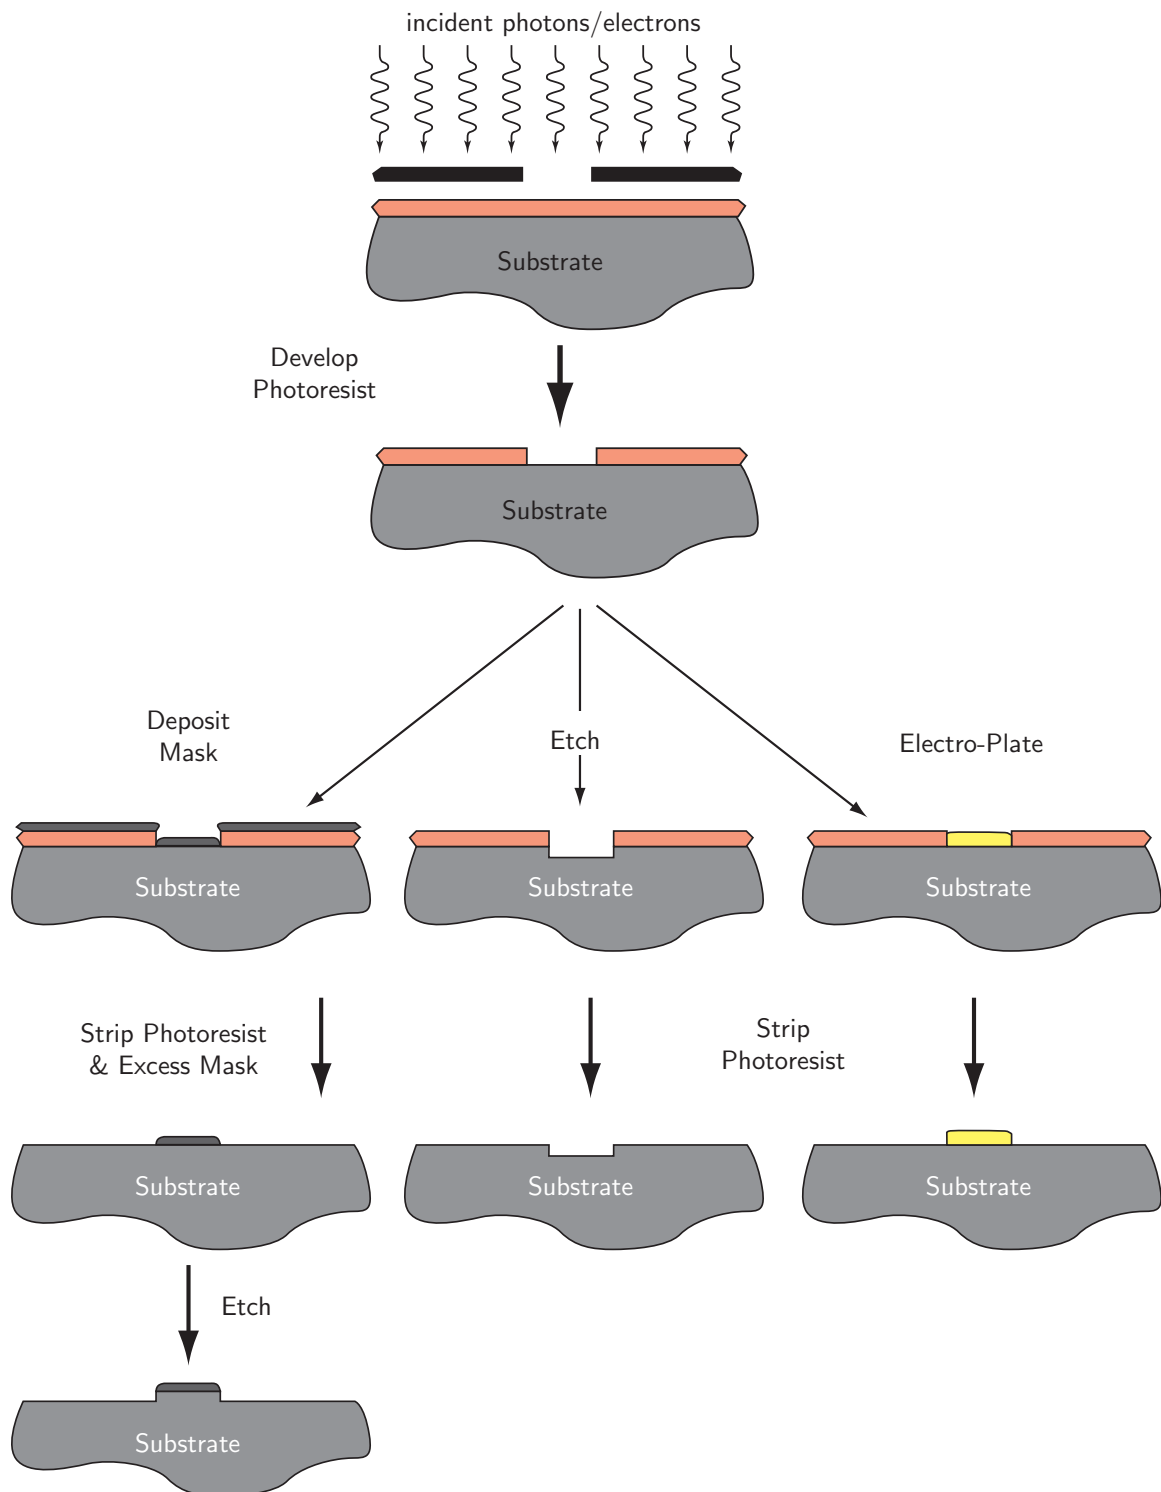 incident photons/electrons
Substrate
Develop
Photoresist
Substrate
Deposit
Mask
Etch
Electro-Plate
Substrate
Substrate
Substrate
Strip Photoresist
& Excess Mask
Strip
Photoresist
Substrate
Substrate
Substrate
Etch
Substrate